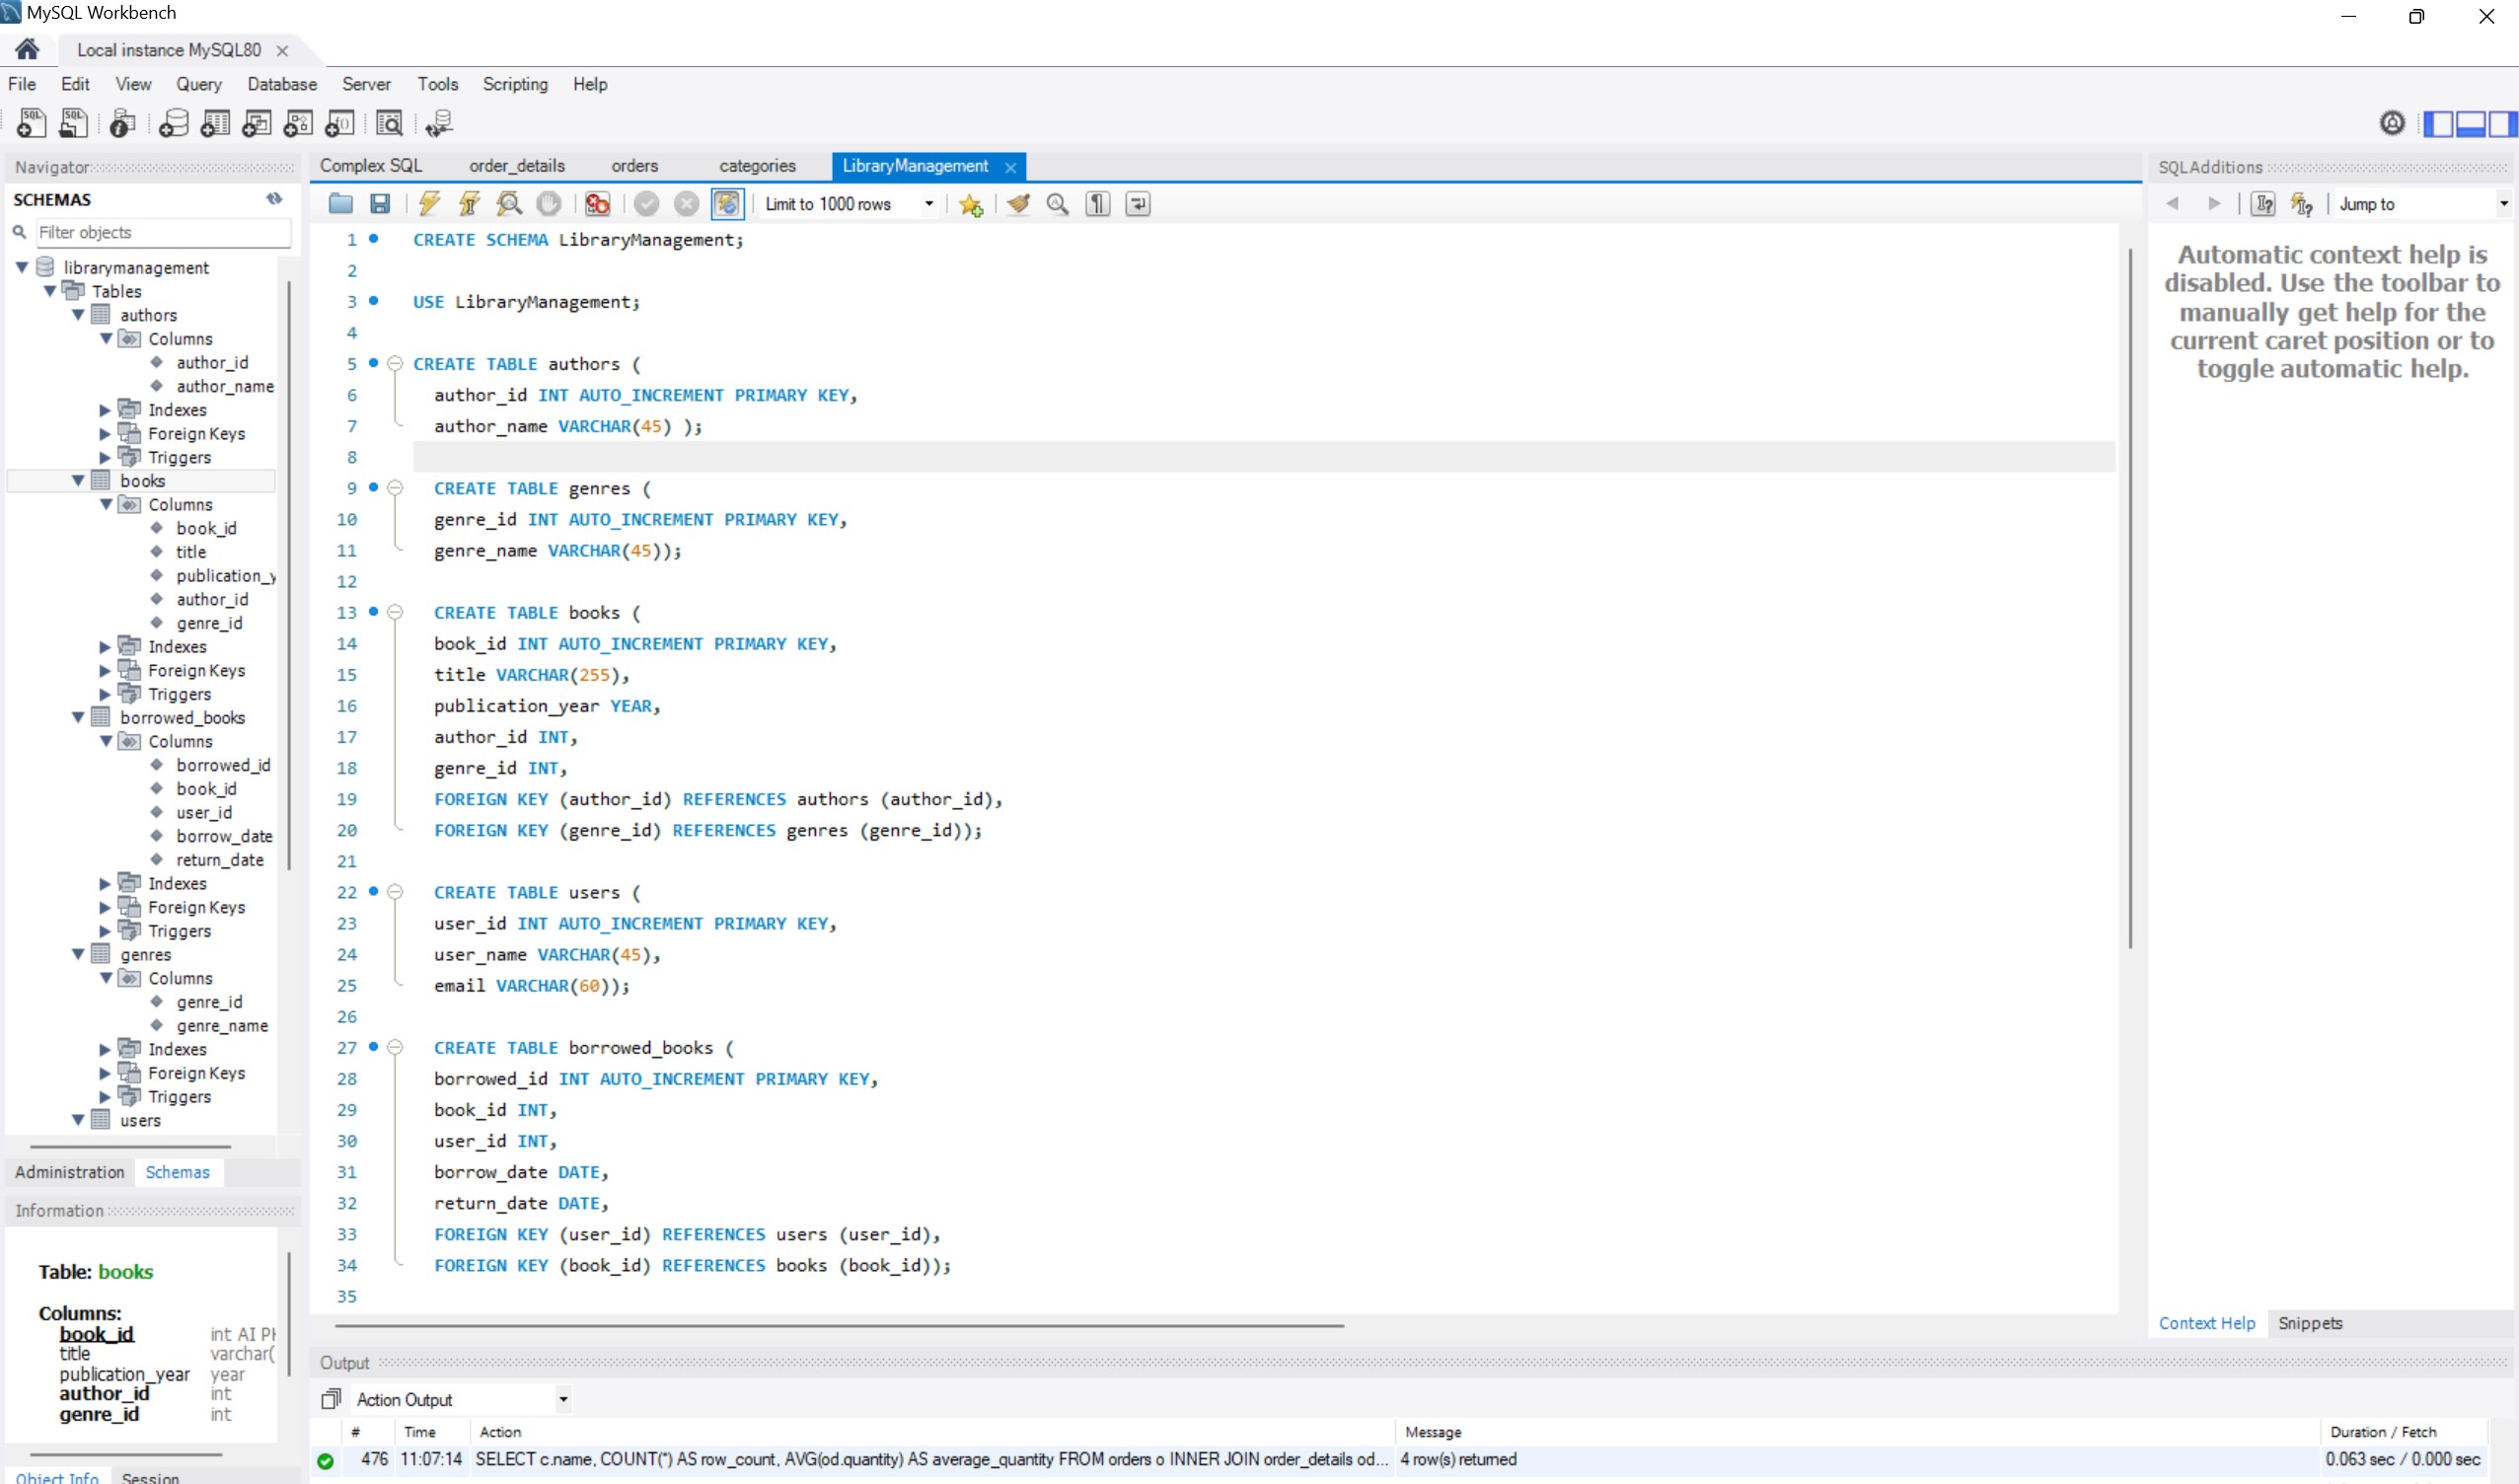 MySQL Workbench
Local instance MySQL80
File Edit View Query Database Server Tools Scripting Help
Navigator
SCHEMAS
Filter objects
librarymanagement
Tables
authors
Columns
author_id
author_name
Indexes
Foreign Keys
Triggers
books
Columns
book_id
title
publication_y
author_id
genre_id
Indexes
Foreign Keys
Triggers
borrowed_books
Columns
borrowed_id
book_id
user_id
borrow_date
return_date
Indexes
Foreign Keys
Triggers
genres
Columns
genre_id
genre_name
Indexes
Foreign Keys
Triggers
users
Administration Schemas
Information
Table: books
Columns:
book_id int AI
title varchar(
publication_year year
author_id int
genre_id int
Object Info Session
Complex SQL order_details orders categories LibraryManagement
Limit to 1000 rows
1 CREATE SCHEMA LibraryManagement;
2
3 USE LibraryManagement;
4
5 CREATE TABLE authors (
6 author_id INT AUTO_INCREMENT PRIMARY KEY,
7 author_name VARCHAR(45) );
8
9 CREATE TABLE genres (
10 genre_id INT AUTO_INCREMENT PRIMARY KEY,
11 genre_name VARCHAR(45));
12
13 CREATE TABLE books (
14 book_id INT AUTO_INCREMENT PRIMARY KEY,
15 title VARCHAR(255),
16 publication_year YEAR,
17 author_id INT,
18 genre_id INT,
19 FOREIGN KEY (author_id) REFERENCES authors (author_id),
20 FOREIGN KEY (genre_id) REFERENCES genres (genre_id));
21
22 CREATE TABLE users (
23 user_id INT AUTO_INCREMENT PRIMARY KEY,
24 user_name VARCHAR(45),
25 email VARCHAR(60));
26
27 CREATE TABLE borrowed_books (
28 borrowed_id INT AUTO_INCREMENT PRIMARY KEY,
29 book_id INT,
30 user_id INT,
31 borrow_date DATE,
32 return_date DATE,
33 FOREIGN KEY (user_id) REFERENCES users (user_id),
34 FOREIGN KEY (book_id) REFERENCES books (book_id));
35
SQLAdditions
Jump to
Automatic context help is
disabled. Use the toolbar to
manually get help for the
current caret position or to
toggle automatic help.
Context Help Snippets
Output
Action Output
# Time Action Message Duration / Fetch
476 11:07:14 SELECT c.name, COUNT(*) AS row_count, AVG(od.quantity) AS average_quantity FROM orders o INNER JOIN order_details od... 4 row(s) returned 0.063 sec / 0.000 sec